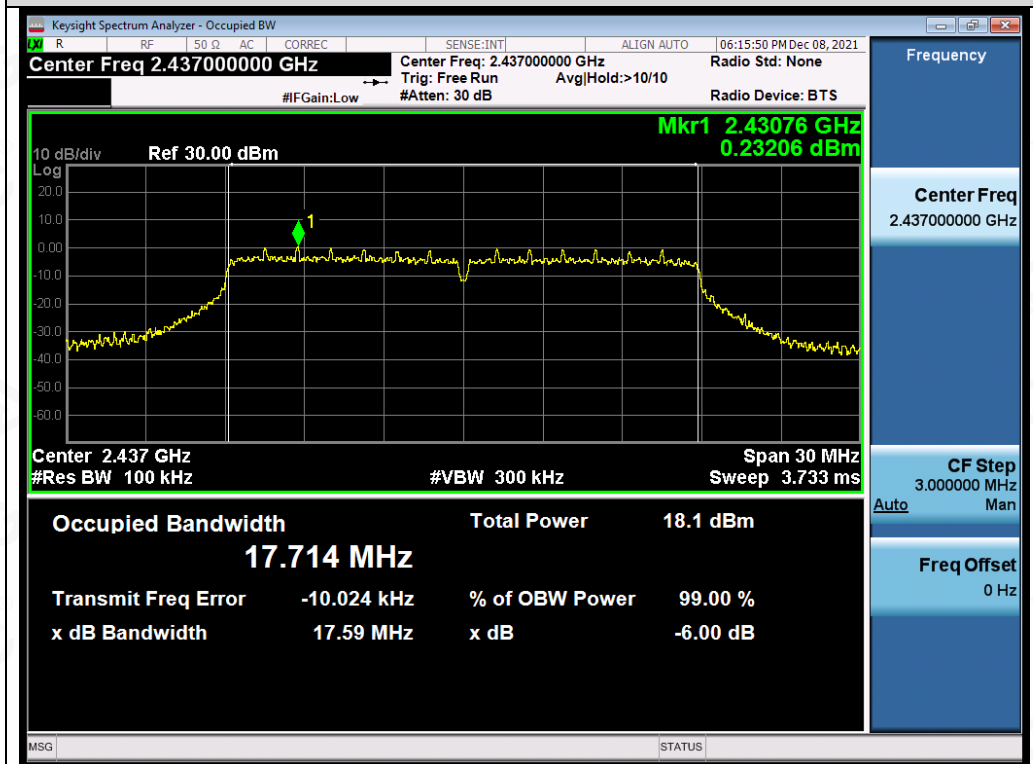 Keysight Spectrum Analyzer - Occupied BW
LXI R RF 50 Ω AC CORREC SENSE:INT ALIGN AUTO 06:15:50 PM Dec 08, 2021
Center Freq 2.437000000 GHz Center Freq: 2.437000000 GHz Radio Std: None
Trig: Free Run Avg|Hold:>10/10
#IFGain:Low #Atten: 30 dB Radio Device: BTS
Frequency
Mkr1 2.43076 GHz
0.23206 dBm
10 dB/div Ref 30.00 dBm
Log
20.0
10.0
0.00
-10.0
-20.0
-30.0
-40.0
-50.0
-60.0
1
Center 2.437 GHz Span 30 MHz
#Res BW 100 kHz #VBW 300 kHz Sweep 3.733 ms
Center Freq
2.437000000 GHz
CF Step
3.000000 MHz
Auto Man
Freq Offset
0 Hz
Occupied Bandwidth Total Power 18.1 dBm
17.714 MHz
Transmit Freq Error -10.024 kHz % of OBW Power 99.00 %
x dB Bandwidth 17.59 MHz x dB -6.00 dB
MSG STATUS